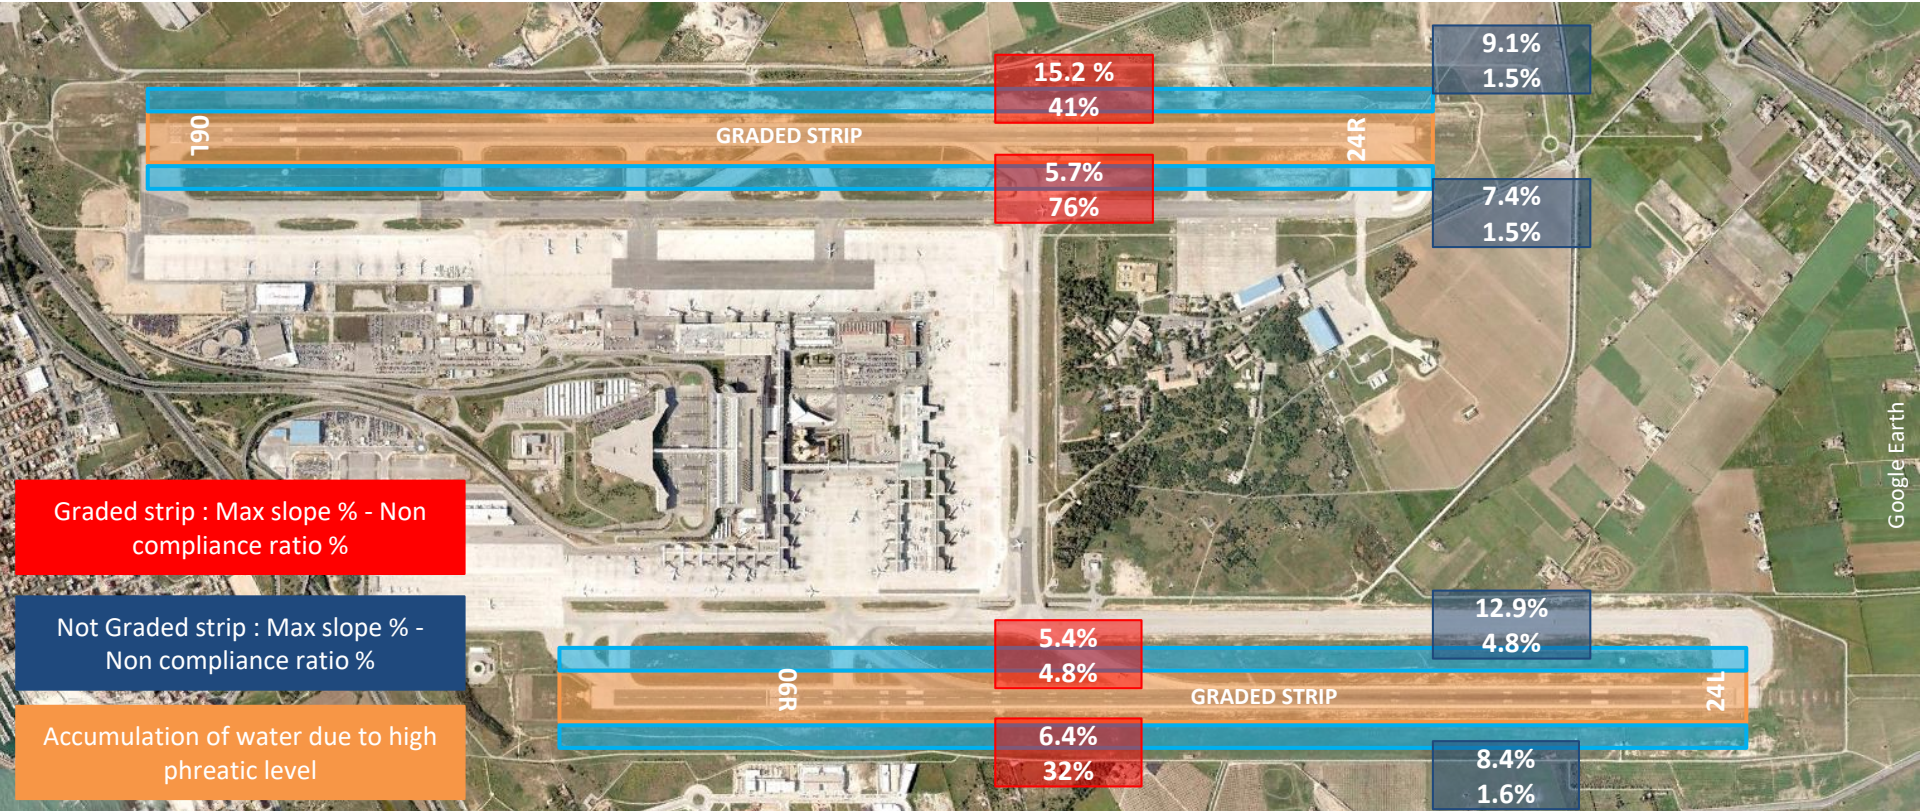 9.1%
1.5%
15.2 %
41%
06L
GRADED STRIP
24R
5.7%
76%
7.4%
1.5%
Google Earth
Graded strip : Max slope % - Non
compliance ratio %
Not Graded strip : Max slope % -
Non compliance ratio %
Accumulation of water due to high
phreatic level
12.9%
4.8%
5.4%
4.8%
06R
GRADED STRIP
24L
6.4%
32%
8.4%
1.6%